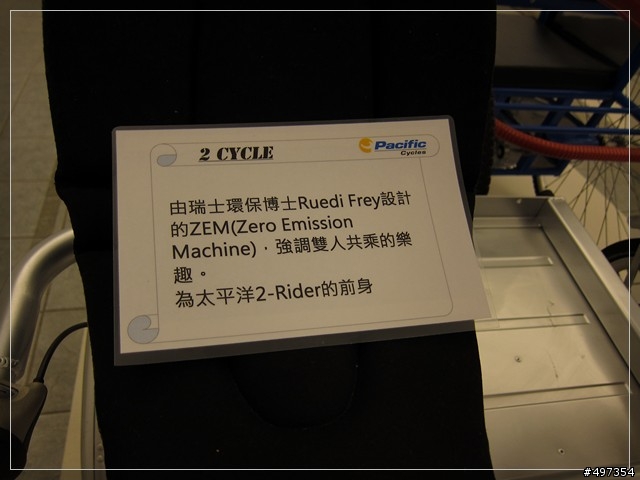 2 CYCLE
Pacific
Cycles
由瑞士環保博士Ruedi Frey設計
的ZEM(Zero Emission
Machine)，強調雙人共乘的樂
趣。
為太平洋2-Rider的前身
#497354